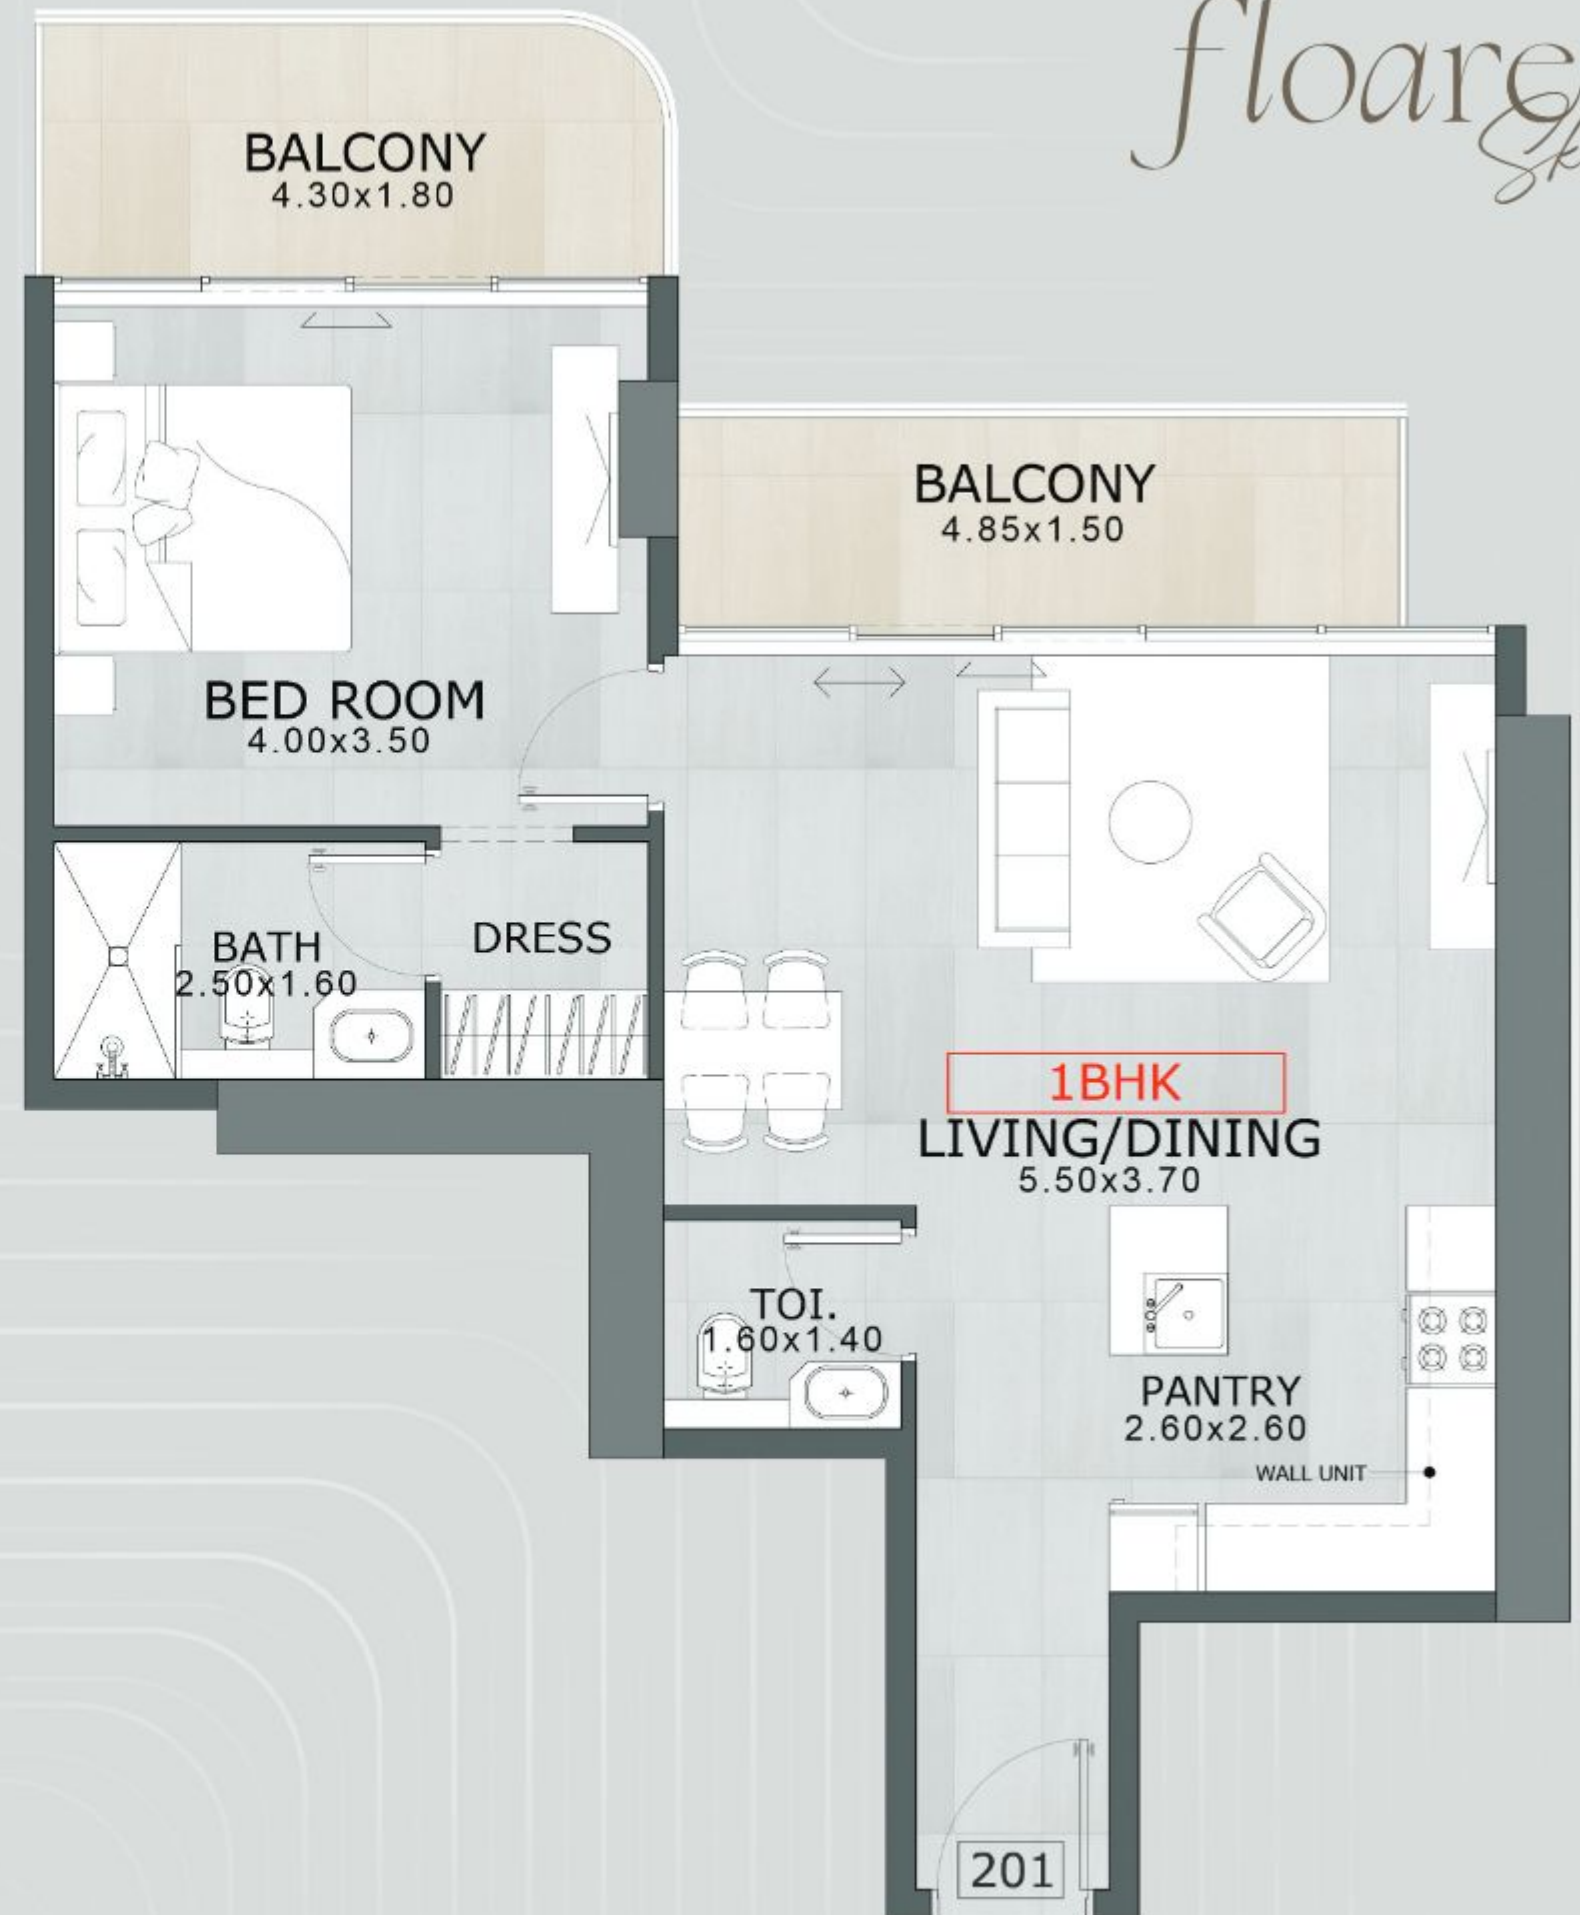 BALCONY
4.30x1.80
BALCONY
4.85x1.50
BED ROOM
4.00x3.50
BATH
2.50x1.60
DRESS
1BHK
LIVING/DINING
5.50x3.70
TOI.
1.60x1.40
PANTRY
2.60x2.60
WALL UNIT
201